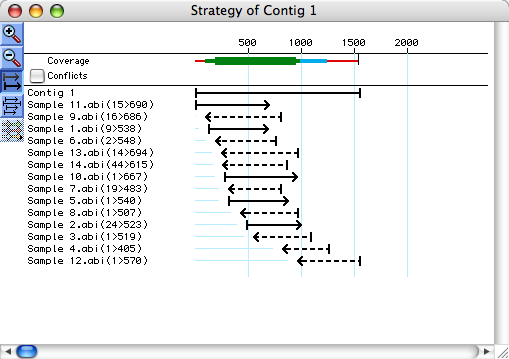 Strategy of Contig 1
500 1000 1500 2000
Coverage
Conflicts
Contig 1
Sample 11.abi(15>690)
Sample 9.abi(16>686)
Sample 1.abi(9>538)
Sample 6.abi(2>548)
Sample 13.abi(14>694)
Sample 14.abi(44>615)
Sample 10.abi(1>667)
Sample 7.abi(19>483)
Sample 5.abi(1>540)
Sample 8.abi(1>507)
Sample 2.abi(24>523)
Sample 3.abi(1>519)
Sample 4.abi(1>405)
Sample 12.abi(1>570)